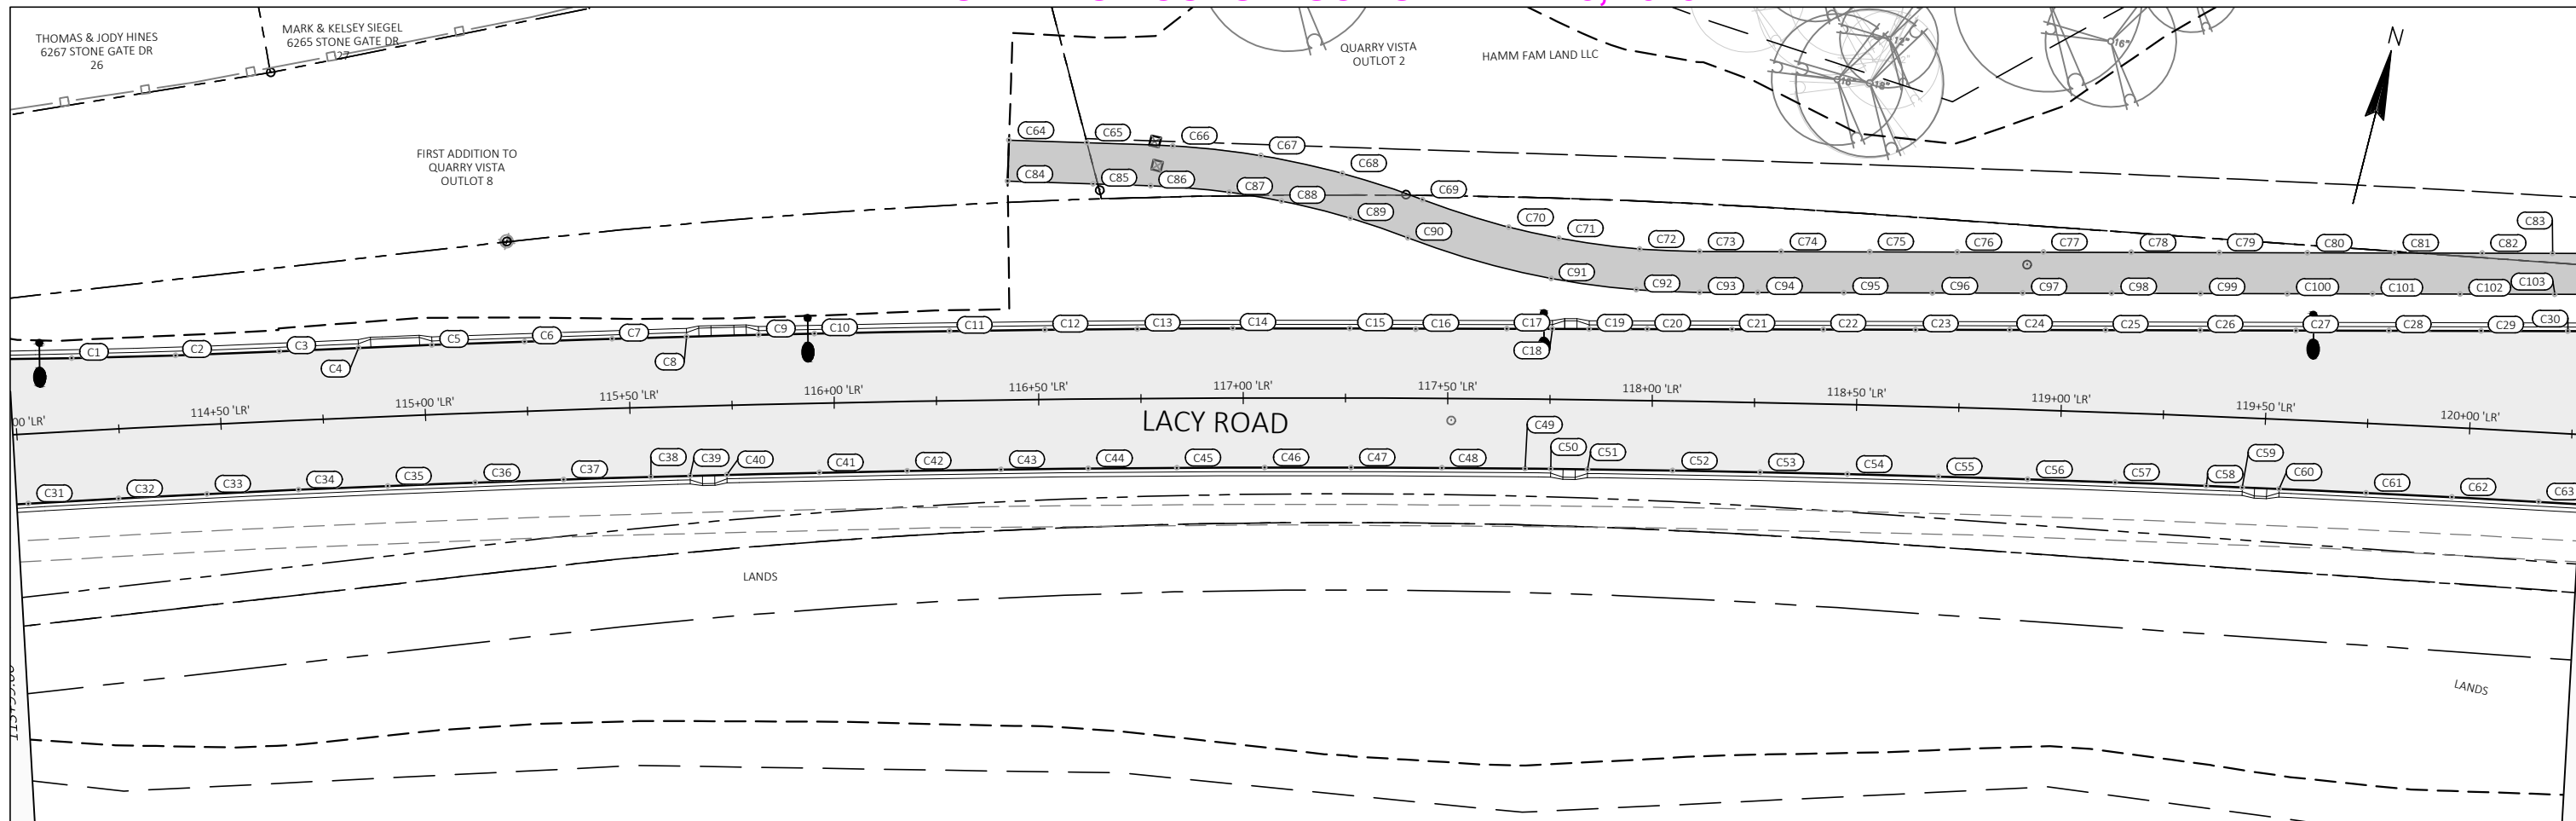 THOMAS & JODY HINES
6267 STONE GATE DR
26
MARK & KELSEY SIEGEL
6265 STONE GATE DR
27
QUARRY VISTA
OUTLOT 2
HAMM FAM LAND LLC
12"
16"
16"
18"
N
FIRST ADDITION TO
QUARRY VISTA
OUTLOT 8
C64
C65
C66
C67
C68
C69
C70
C71
C72
C73
C74
C75
C76
C77
C78
C79
C80
C81
C82
C83
C84
C85
C86
C87
C88
C89
C90
C91
C92
C93
C94
C95
C96
C97
C98
C99
C100
C101
C102
C103
C1
C2
C3
C4
C5
C6
C7
C8
C9
C10
C11
C12
C13
C14
C15
C16
C17
C18
C19
C20
C21
C22
C23
C24
C25
C26
C27
C28
C29
C30
00 'LR'
114+50 'LR'
115+00 'LR'
115+50 'LR'
116+00 'LR'
116+50 'LR'
117+00 'LR'
117+50 'LR'
118+00 'LR'
118+50 'LR'
119+00 'LR'
119+50 'LR'
120+00 'LR'
LACY ROAD
C31
C32
C33
C34
C35
C36
C37
C38
C39
C40
C41
C42
C43
C44
C45
C46
C47
C48
C49
C50
C51
C52
C53
C54
C55
C56
C57
C58
C59
C60
C61
C62
C63
LANDS
LANDS